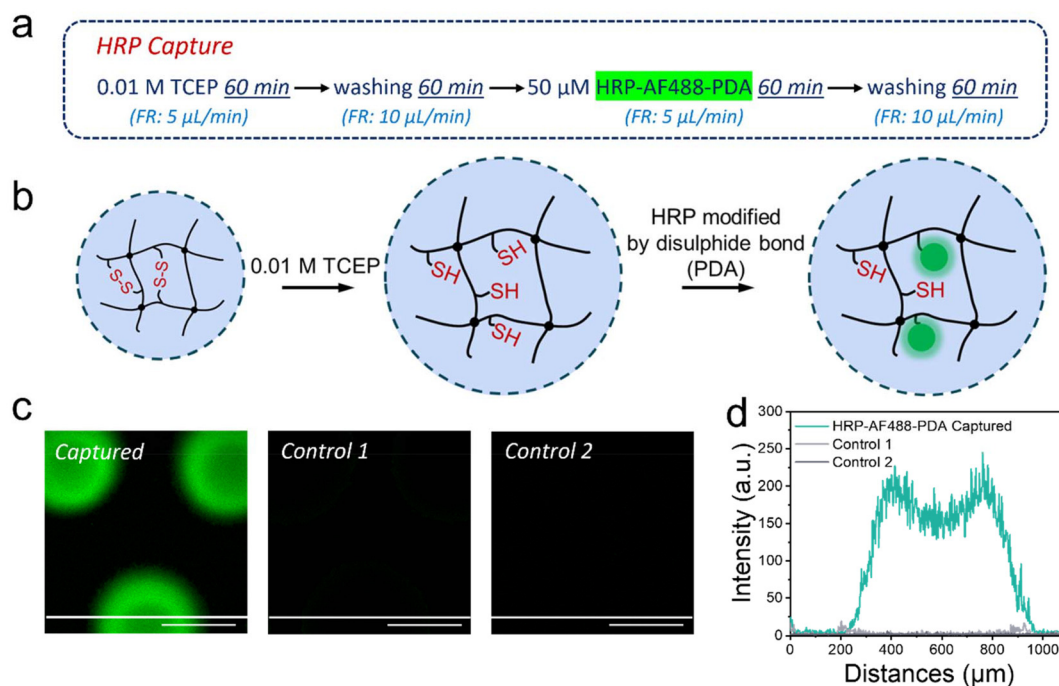 a
HRP Capture
0.01 M TCEP 60 min → washing 60 min → 50 µM HRP-AF488-PDA 60 min → washing 60 min
(FR: 5 µL/min) (FR: 10 µL/min) (FR: 5 µL/min) (FR: 10 µL/min)
b
S-S
S-S
0.01 M TCEP
SH
SH
SH
SH
HRP modified
by disulphide bond
(PDA)
SH
SH
c
Captured
Control 1
Control 2
d
300
250
200
150
100
50
0
Intensity (a.u.)
HRP-AF488-PDA Captured
Control 1
Control 2
0 200 400 600 800 1000
Distances (µm)